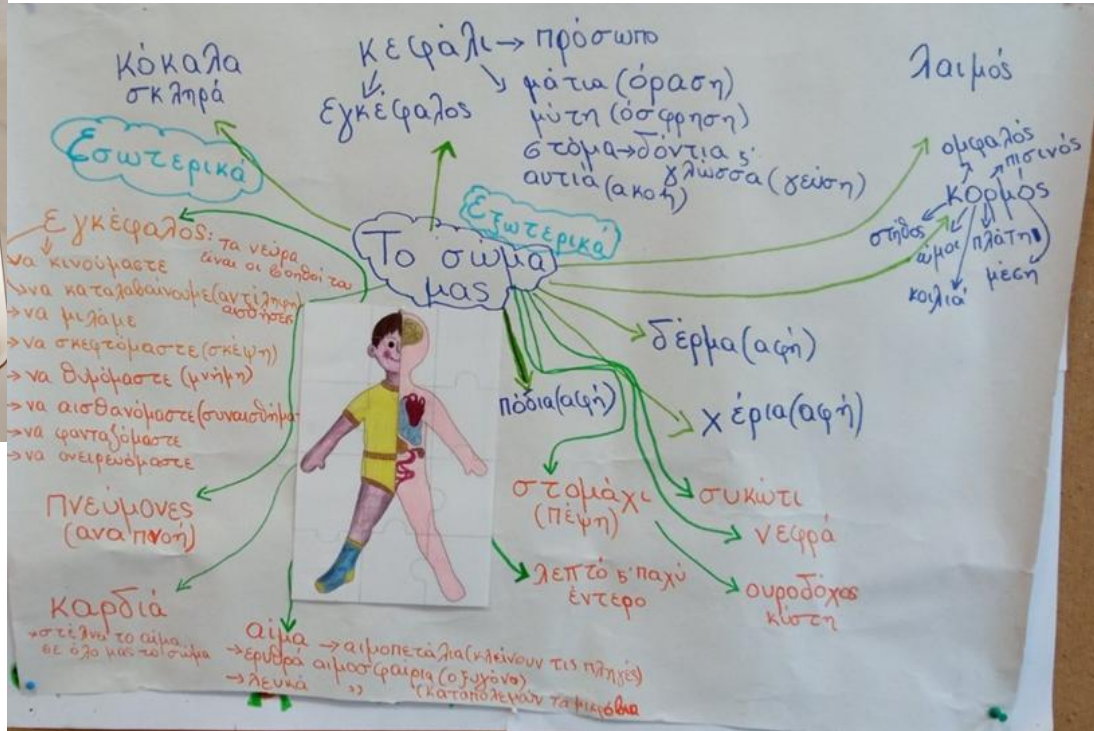 κόκαλα
σκληρά
κεφάλι → πρόσωπο
εγκέφαλος
μάτια (όραση)
μύτη (όσφρηση)
στόμα → δόντια ς'
γλώσσα (γεύση)
αυτιά (ακοή)
λαιμός
ομφαλός
πισινός
κορμός
στήθος
ώμοι
πλάτη
μέση
κοιλιά
Εσωτερικά
Εξωτερικά
Το σώμα
μας
εγκέφαλος: τα νεύρα
είναι οι βοηθοί του
να κινούμαστε
→ να καταλαβαίνουμε (αντίληψη)
αισθήσεις
→ να μιλάμε
→ να σκεφτόμαστε (σκέψη)
→ να θυμόμαστε (μνήμη)
→ να αισθανόμαστε (συναισθήμα
→ να φανταζόμαστε
→ να ονειρευόμαστε
δέρμα (αφή)
πόδια (αφή)
χέρια (αφή)
πνεύμονες
(αναπνοή)
στομάχι
(πέψη)
συκώτι
νεφρά
λεπτό ς' παχύ
έντερο
ουροδόχος
κύστη
καρδιά
→ στέλνει το αίμα
σε όλο μας το σώμα
αίμα → αιμοπετάλια (κλείνουν τις πληγές)
→ ερυθρά αιμοσφαίρια (οξυγόνο)
→ λευκά " (καταπολεμάν τα μικρόβια